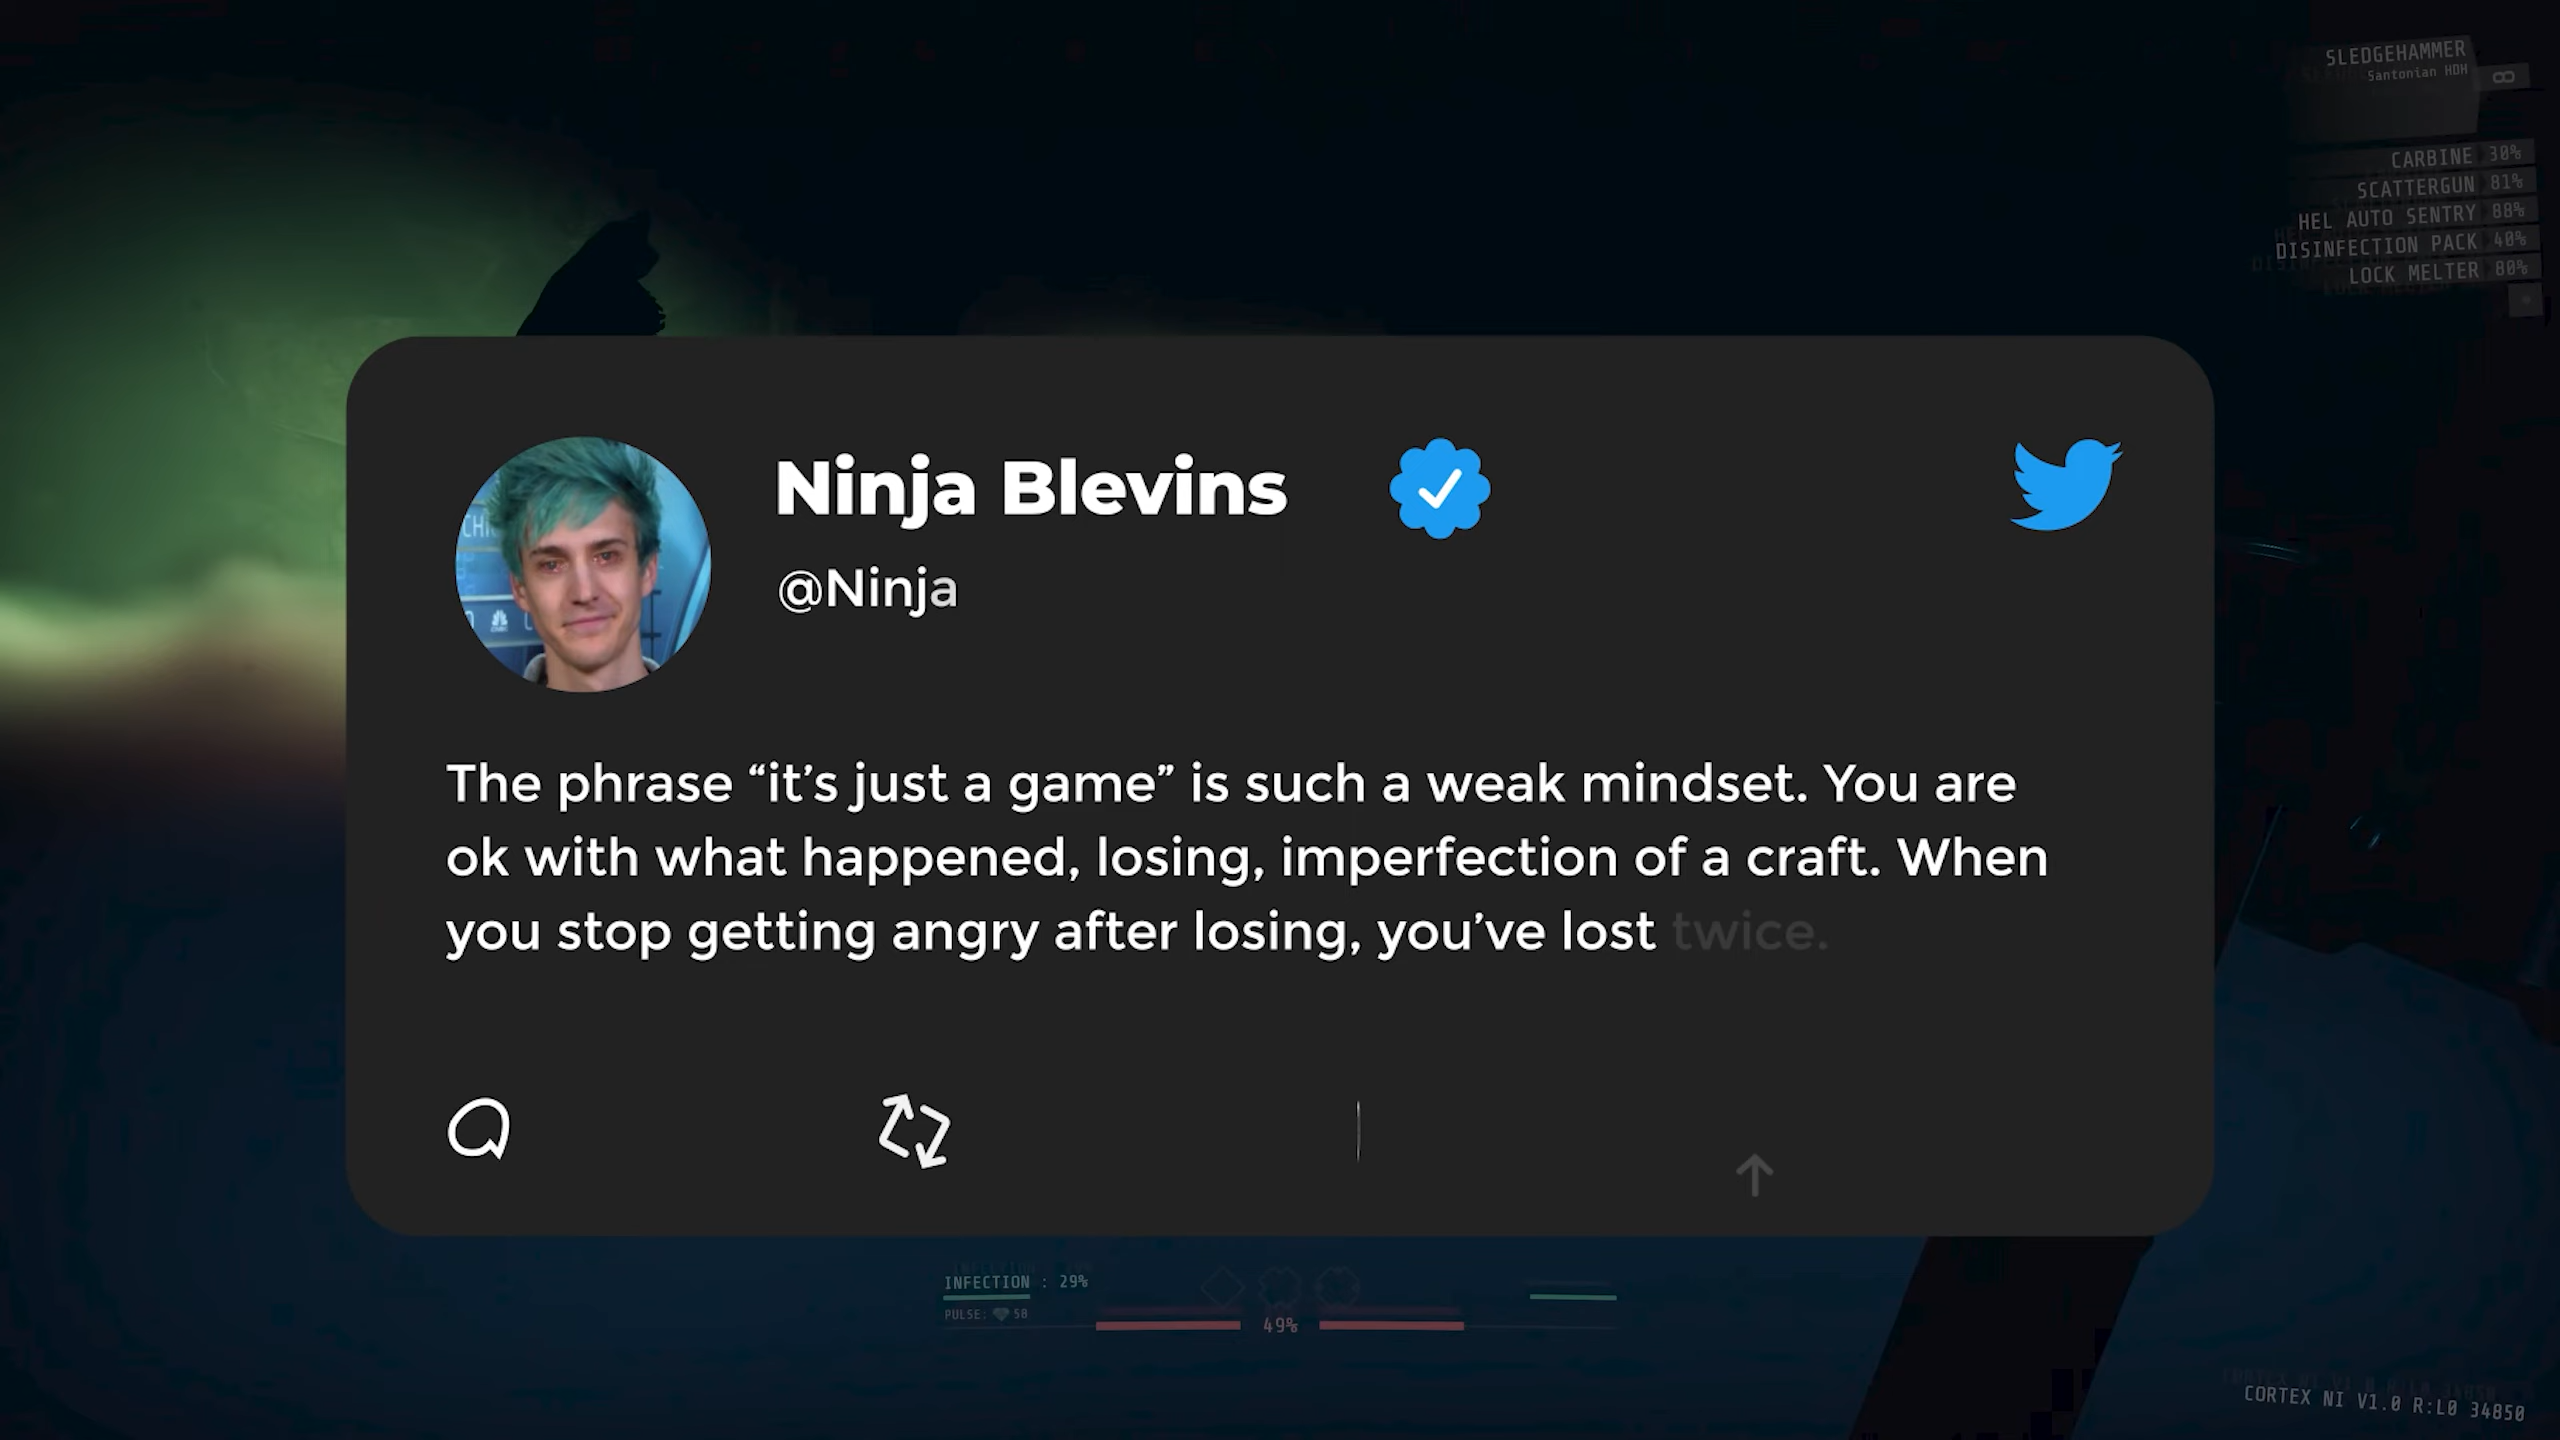 SLEDGEHAMMER
Santonian HDH
CARBINE 30%
SCATTERGUN 81%
HEL AUTO SENTRY 88%
DISINFECTION PACK 40%
LOCK MELTER 80%
Ninja Blevins
@Ninja
The phrase “it’s just a game” is such a weak mindset. You are
ok with what happened, losing, imperfection of a craft. When
you stop getting angry after losing, you’ve lost twice.
INFECTION : 29%
PULSE: 58
49%
CORTEX NI V1.0 R:L0 34850